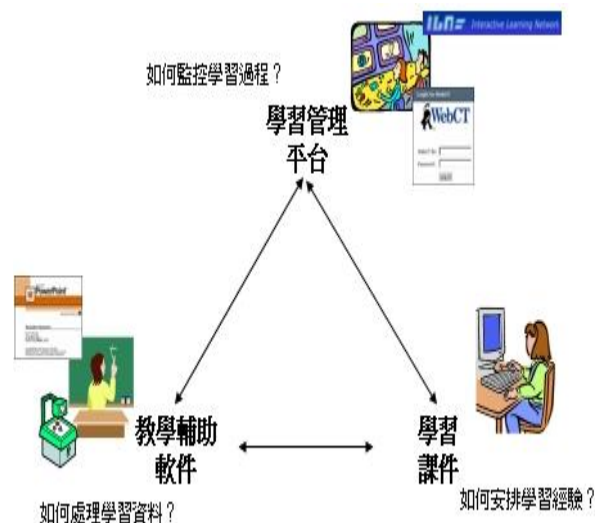 ILN= Interactive Learning Network
如何監控學習過程？
WebCT
學習管理
平台
PowerPoint
教學輔助
軟件
學習
課件
如何處理學習資料？
如何安排學習經驗？